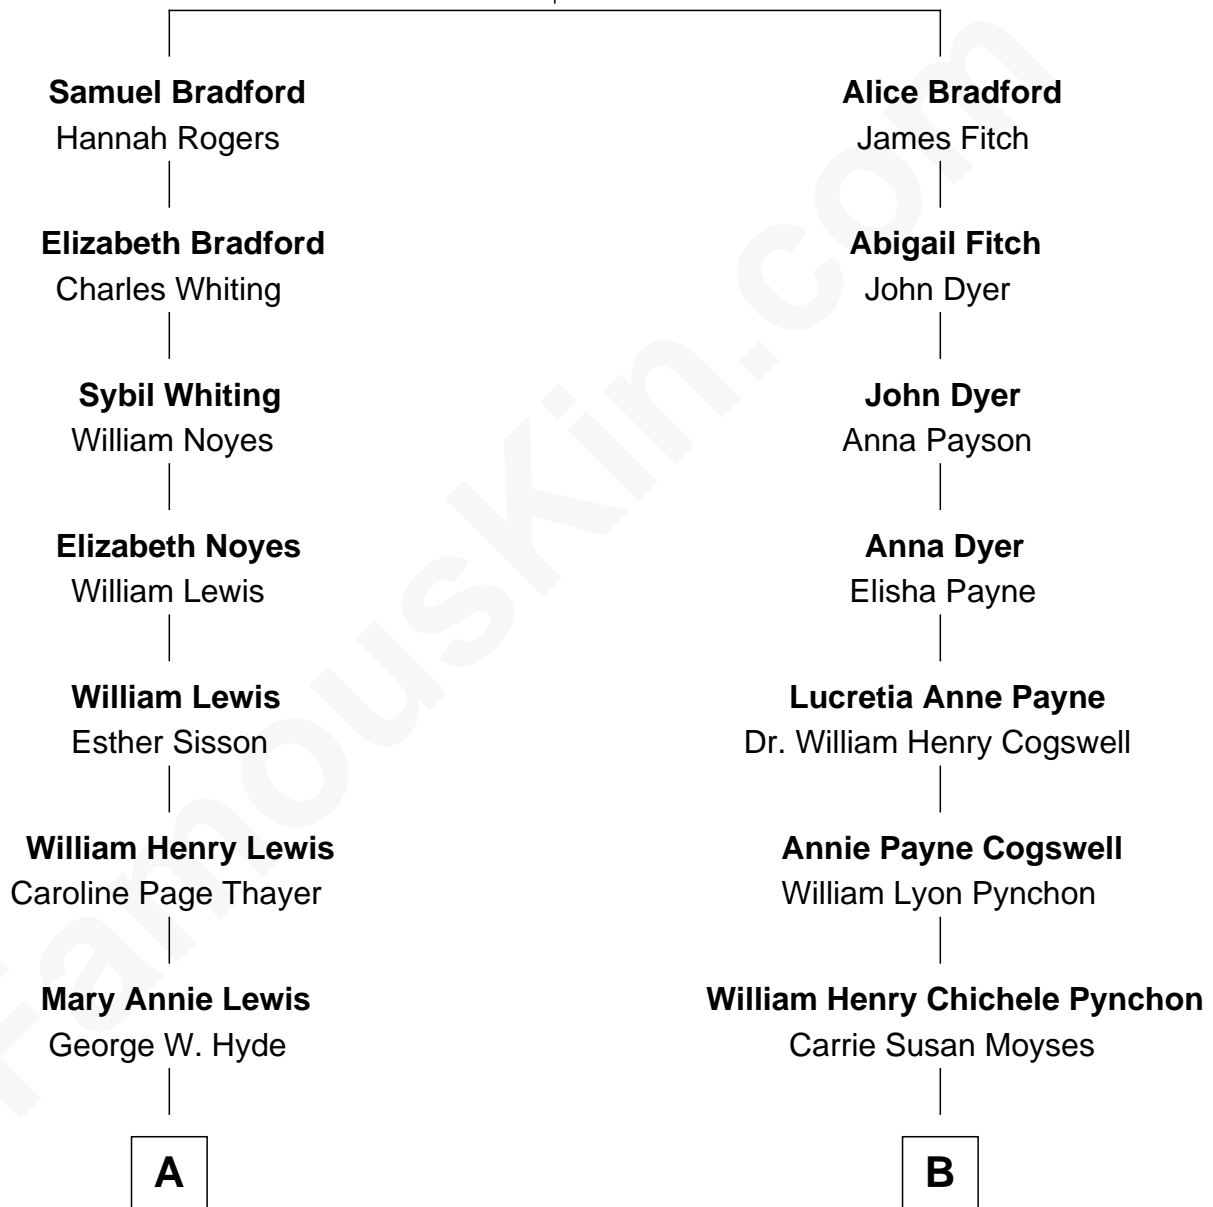 Samuel Bradford
Hannah Rogers
Elizabeth Bradford
Charles Whiting
Sybil Whiting
William Noyes
Elizabeth Noyes
William Lewis
William Lewis
Esther Sisson
William Henry Lewis
Caroline Page Thayer
Mary Annie Lewis
George W. Hyde
A
Alice Bradford
James Fitch
Abigail Fitch
John Dyer
John Dyer
Anna Payson
Anna Dyer
Elisha Payne
Lucretia Anne Payne
Dr. William Henry Cogswell
Annie Payne Cogswell
William Lyon Pynchon
William Henry Chichele Pynchon
Carrie Susan Moyses
B
FamousKin.com